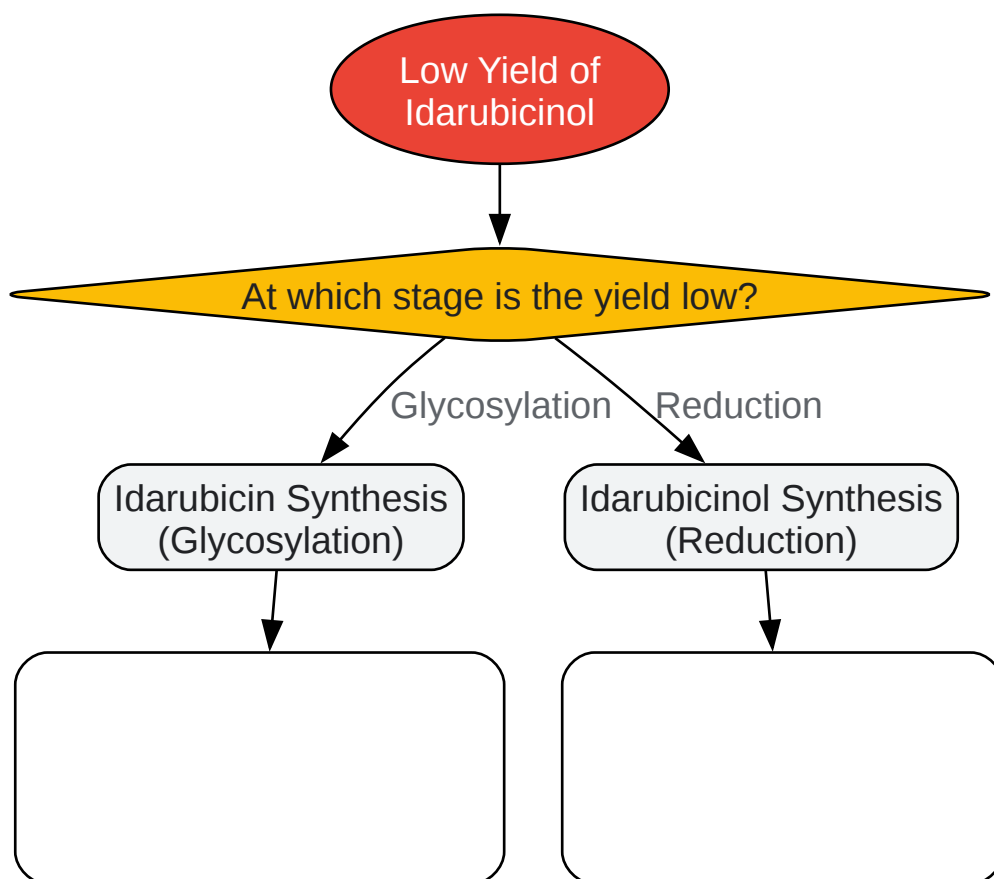 Low Yield of
Idarubicinol
At which stage is the yield low?
Glycosylation
Reduction
Idarubicin Synthesis
(Glycosylation)
Idarubicinol Synthesis
(Reduction)